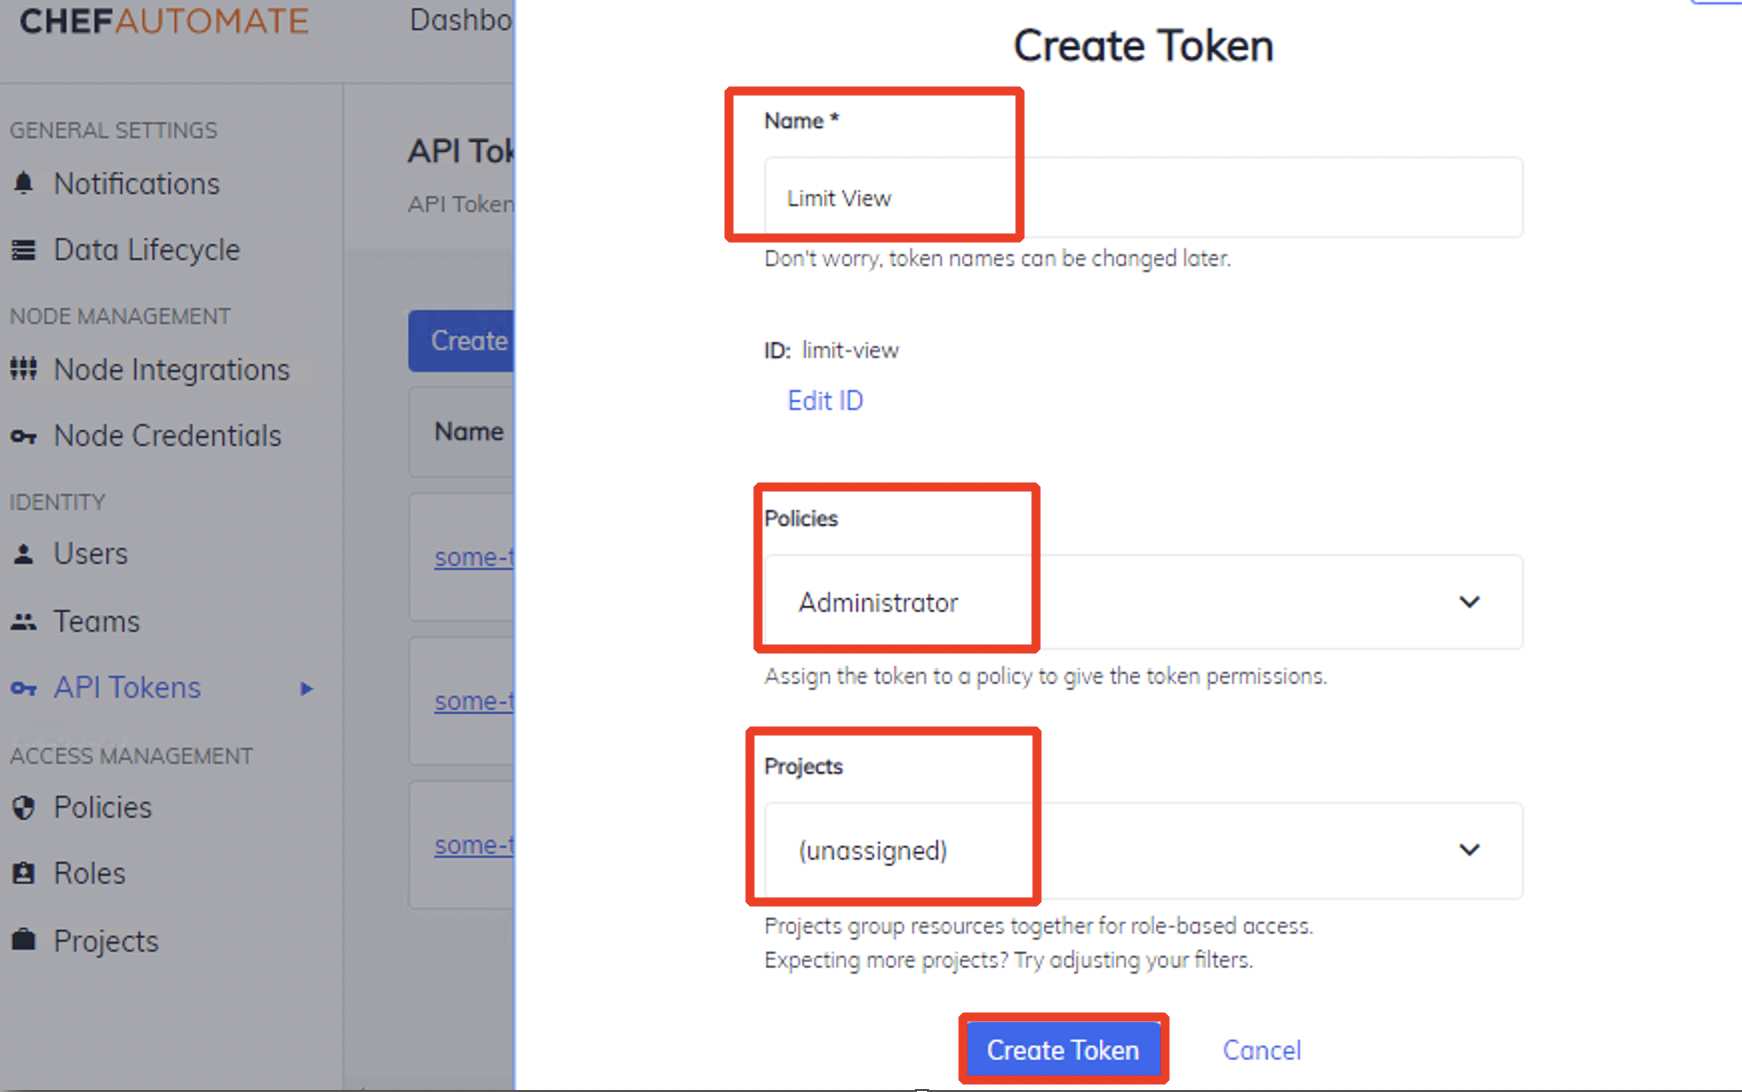 CHEFAUTOMATE
Dashbo
GENERAL SETTINGS
Notifications
Data Lifecycle
NODE MANAGEMENT
Node Integrations
Node Credentials
IDENTITY
Users
Teams
API Tokens
ACCESS MANAGEMENT
Policies
Roles
Projects
API Tok
API Token
Create
Name
some-t
some-t
some-t
Create Token
Name *
Limit View
Don't worry, token names can be changed later.
ID: limit-view
Edit ID
Policies
Administrator
Assign the token to a policy to give the token permissions.
Projects
(unassigned)
Projects group resources together for role-based access.
Expecting more projects? Try adjusting your filters.
Create Token
Cancel